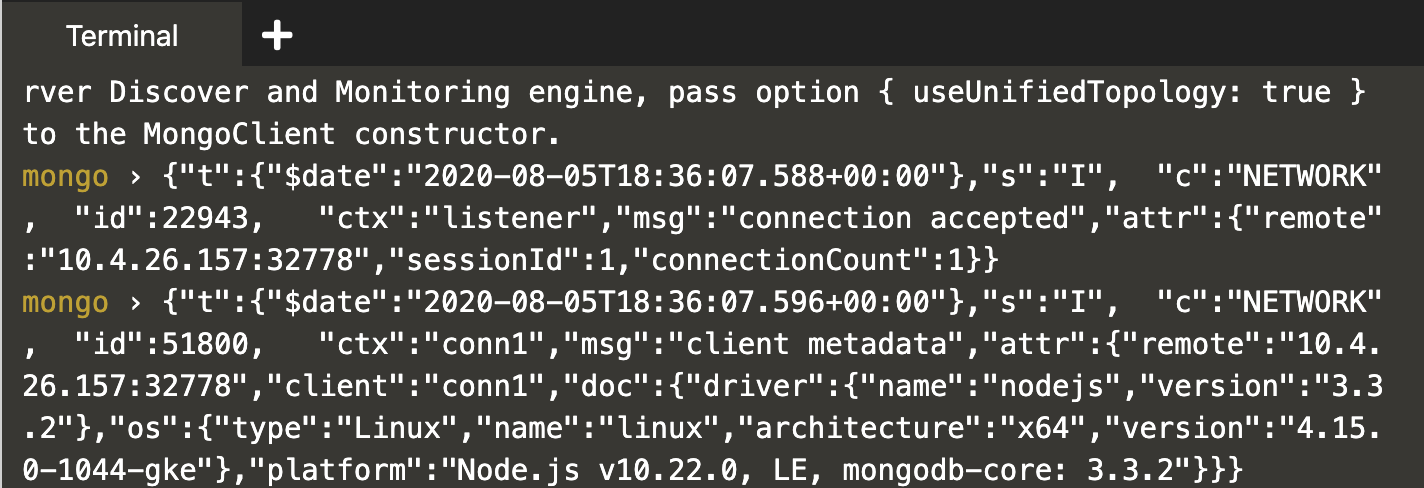 Terminal +
rver Discover and Monitoring engine, pass option { useUnifiedTopology: true }
to the MongoClient constructor.
mongo › {"t":{"$date":"2020-08-05T18:36:07.588+00:00"},"s":"I",  "c":"NETWORK"
,  "id":22943,   "ctx":"listener","msg":"connection accepted","attr":{"remote"
:"10.4.26.157:32778","sessionId":1,"connectionCount":1}}
mongo › {"t":{"$date":"2020-08-05T18:36:07.596+00:00"},"s":"I",  "c":"NETWORK"
,  "id":51800,   "ctx":"conn1","msg":"client metadata","attr":{"remote":"10.4.
26.157:32778","client":"conn1","doc":{"driver":{"name":"nodejs","version":"3.3
.2"},"os":{"type":"Linux","name":"linux","architecture":"x64","version":"4.15.
0-1044-gke"},"platform":"Node.js v10.22.0, LE, mongodb-core: 3.3.2"}}}